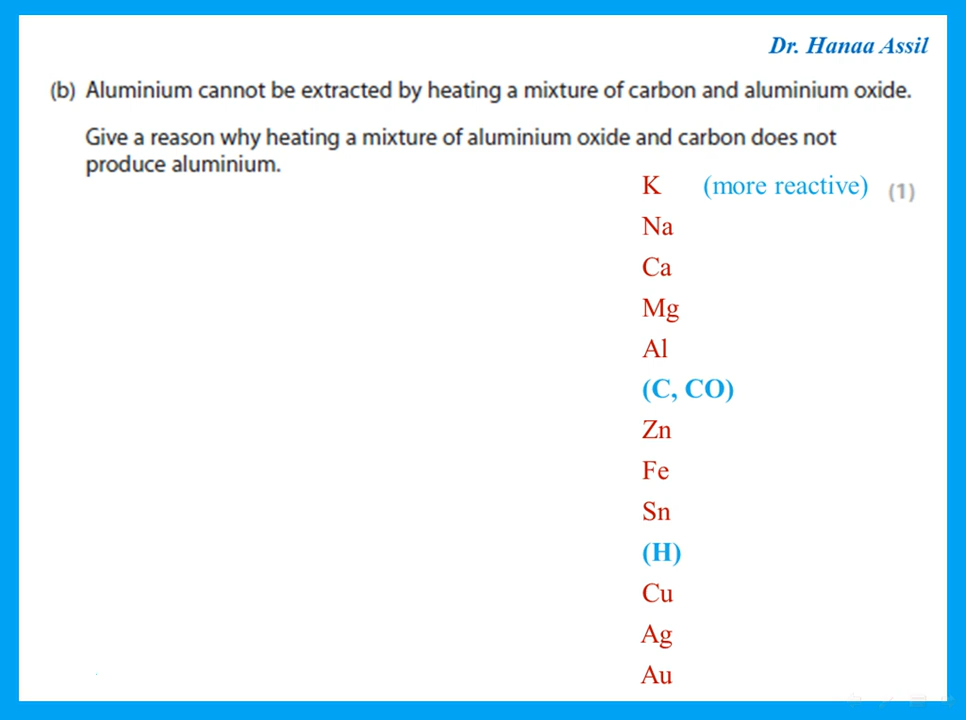 Dr. Hanaa Assil
(b) Aluminium cannot be extracted by heating a mixture of carbon and aluminium oxide.
Give a reason why heating a mixture of aluminium oxide and carbon does not
produce aluminium.
K (more reactive) (1)
Na
Ca
Mg
Al
(C, CO)
Zn
Fe
Sn
(H)
Cu
Ag
Au